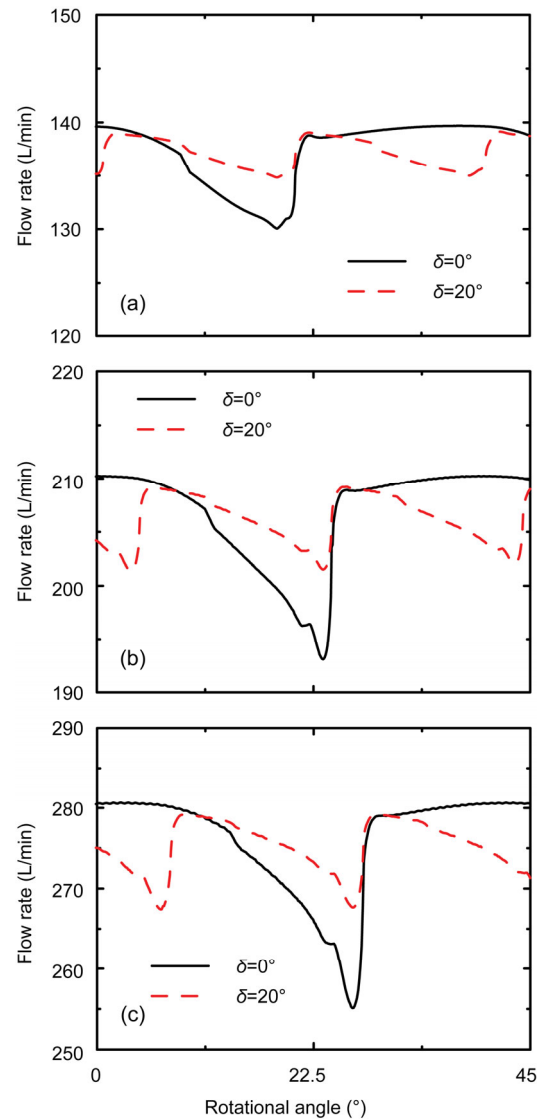 150
140
130
120
Flow rate (L/min)
δ=0°
δ=20°
(a)
220
210
200
190
Flow rate (L/min)
δ=0°
δ=20°
(b)
290
280
270
260
250
Flow rate (L/min)
δ=0°
δ=20°
(c)
0 22.5 45
Rotational angle (°)